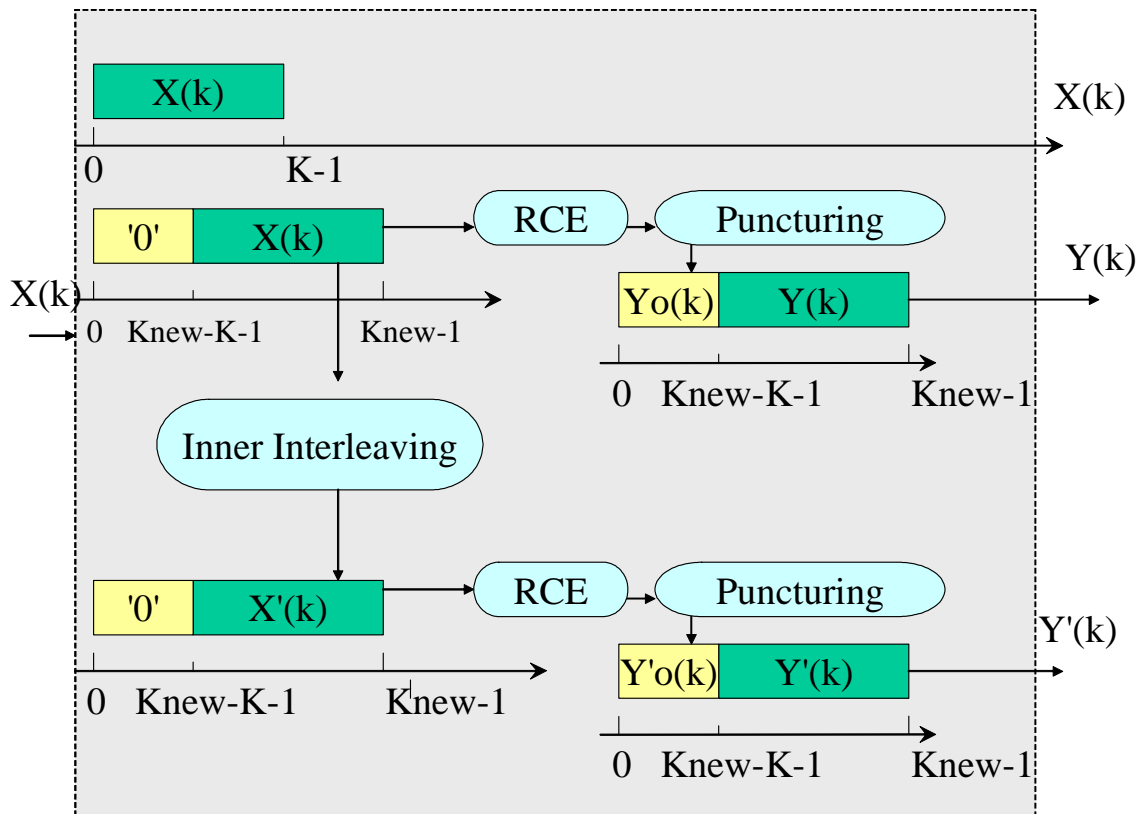 X(k)
X(k)
0
K-1
'0' X(k)
RCE
Puncturing
X(k)
0 Knew-K-1 Knew-1
Yo(k) Y(k)
Y(k)
0 Knew-K-1 Knew-1
Inner Interleaving
'0' X'(k)
RCE
Puncturing
0 Knew-K-1 Knew-1
Y'o(k) Y'(k)
Y'(k)
0 Knew-K-1 Knew-1